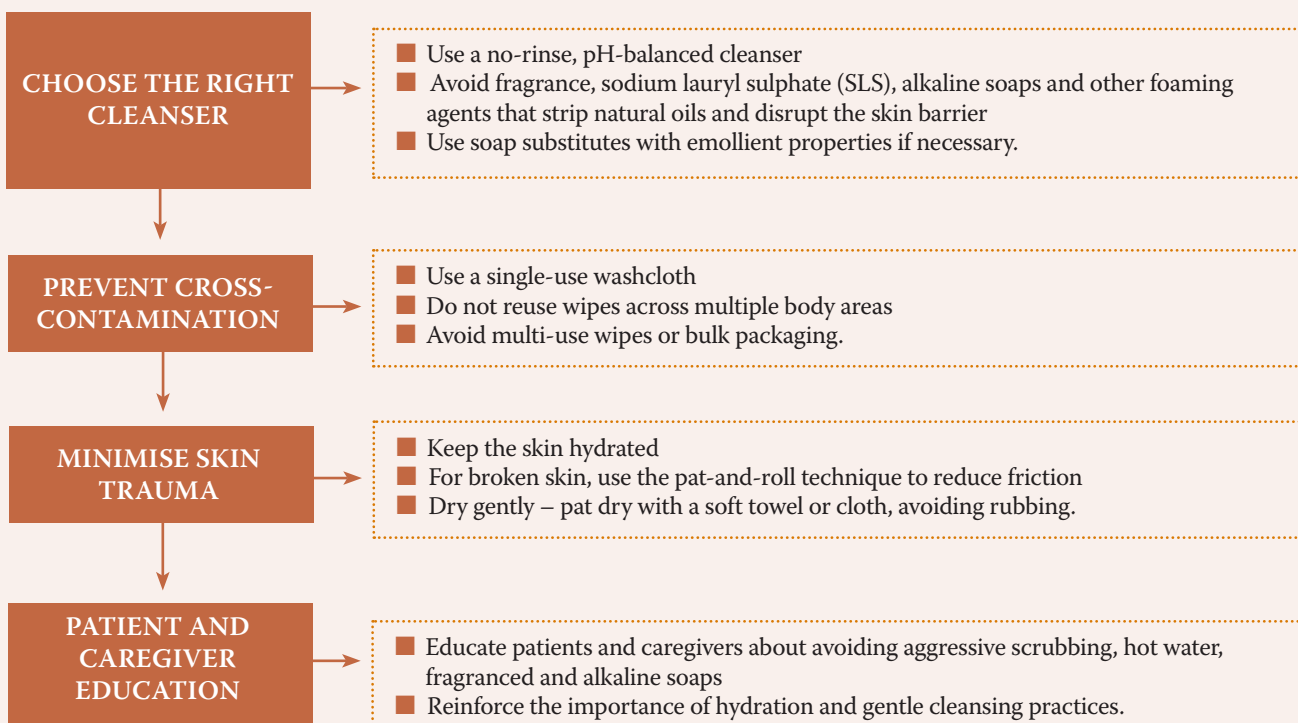 CHOOSE THE RIGHT
CLEANSER
■ Use a no-rinse, pH-balanced cleanser
■ Avoid fragrance, sodium lauryl sulphate (SLS), alkaline soaps and other foaming
agents that strip natural oils and disrupt the skin barrier
■ Use soap substitutes with emollient properties if necessary.
PREVENT CROSS-
CONTAMINATION
■ Use a single-use washcloth
■ Do not reuse wipes across multiple body areas
■ Avoid multi-use wipes or bulk packaging.
MINIMISE SKIN
TRAUMA
■ Keep the skin hydrated
■ For broken skin, use the pat-and-roll technique to reduce friction
■ Dry gently – pat dry with a soft towel or cloth, avoiding rubbing.
PATIENT AND
CAREGIVER
EDUCATION
■ Educate patients and caregivers about avoiding aggressive scrubbing, hot water,
fragranced and alkaline soaps
■ Reinforce the importance of hydration and gentle cleansing practices.